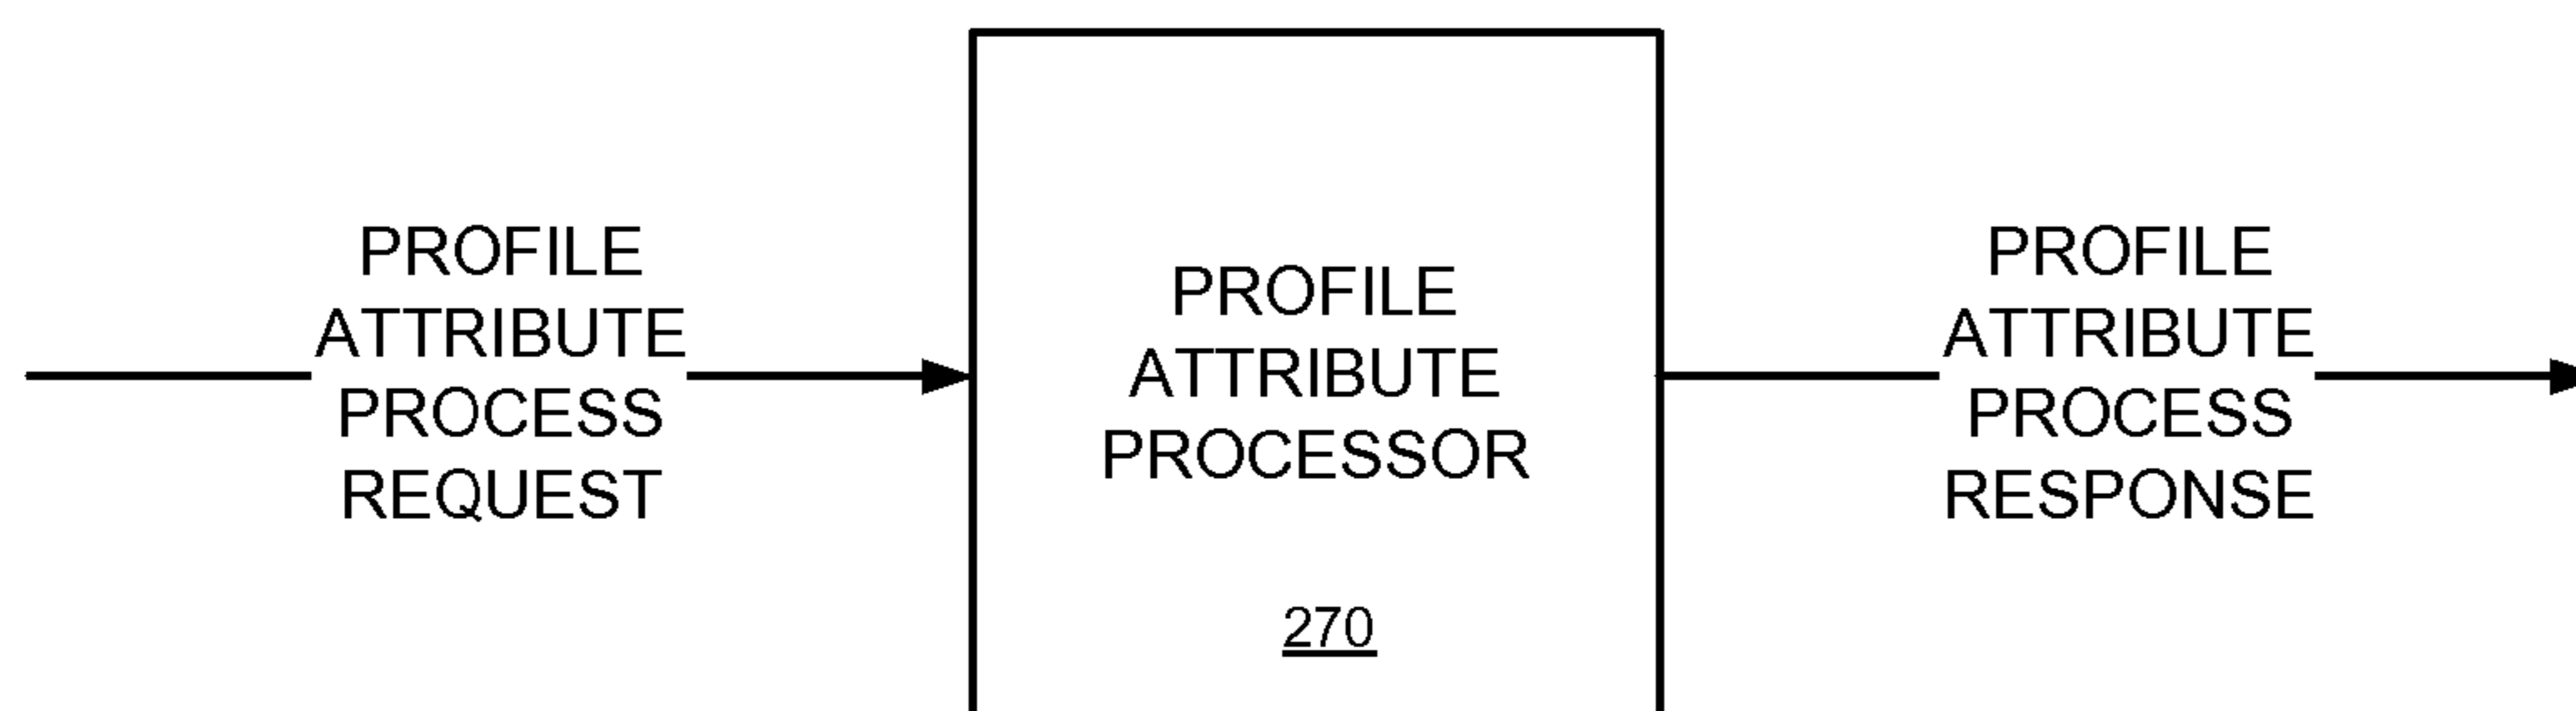 PROFILE
ATTRIBUTE
PROCESS
REQUEST
PROFILE
ATTRIBUTE
PROCESSOR
270
PROFILE
ATTRIBUTE
PROCESS
RESPONSE